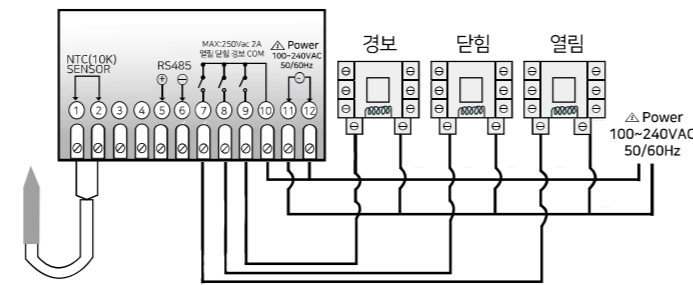 NTC(10K)
SENSOR
RS485
⊕ ⊖
MAX:250Vac 2A
열림 닫힘 경보 COM
⚠ Power
100~240VAC
50/60Hz
1 2 3 4 5 6 7 8 9 10 11 12
경보 닫힘 열림
⚠ Power
100~240VAC
50/60Hz